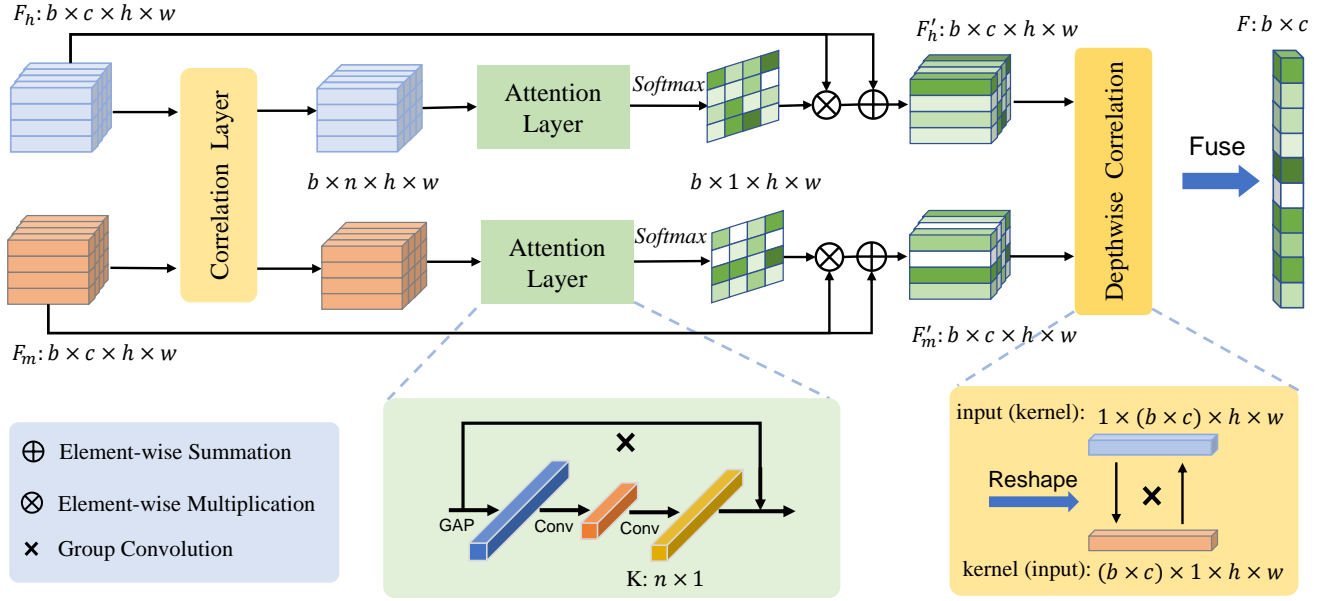 F_h: b × c × h × w
F'_h: b × c × h × w
F: b × c
Correlation Layer
Attention
Layer
Softmax
Depthwise Correlation
Fuse
b × n × h × w
b × 1 × h × w
Attention
Layer
Softmax
F_m: b × c × h × w
F'_m: b × c × h × w
⊕ Element-wise Summation
⊗ Element-wise Multiplication
× Group Convolution
×
GAP
Conv
Conv
K: n × 1
input (kernel): 1 × (b × c) × h × w
Reshape
×
kernel (input): (b × c) × 1 × h × w